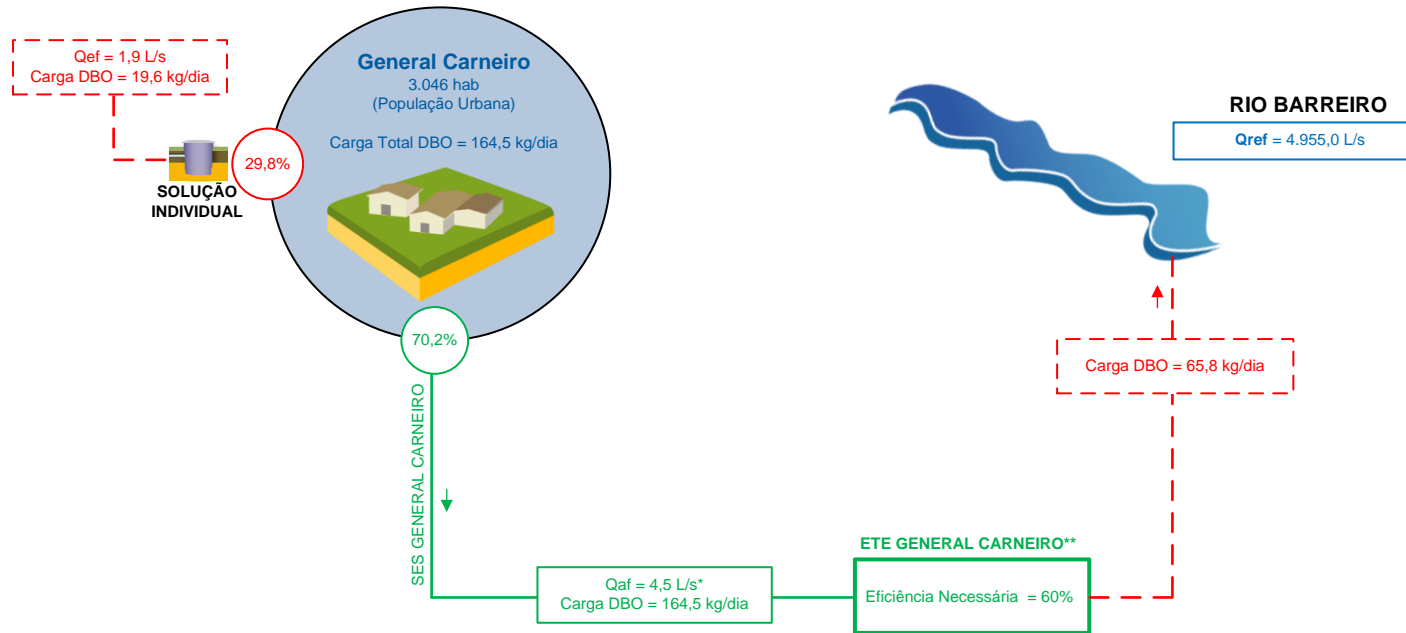 Qef = 1,9 L/s
Carga DBO = 19,6 kg/dia
General Carneiro
3.046 hab
(População Urbana)
Carga Total DBO = 164,5 kg/dia
29,8%
SOLUÇÃO
INDIVIDUAL
70,2%
SES GENERAL CARNEIRO
RIO BARREIRO
Qref = 4.955,0 L/s
Carga DBO = 65,8 kg/dia
Qaf = 4,5 L/s*
Carga DBO = 164,5 kg/dia
ETE GENERAL CARNEIRO**
Eficiência Necessária = 60%